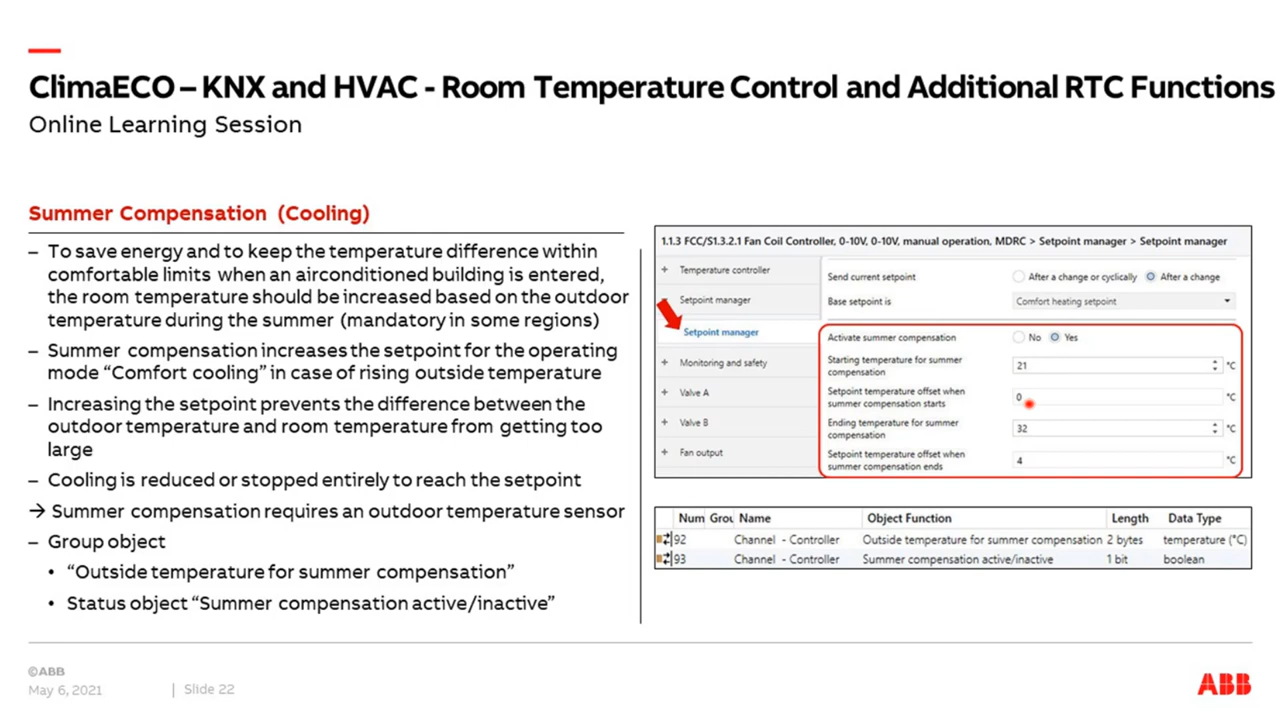 ClimaECO – KNX and HVAC - Room Temperature Control and Additional RTC Functions
Online Learning Session
Summer Compensation (Cooling)
– To save energy and to keep the temperature difference within
comfortable limits when an airconditioned building is entered,
the room temperature should be increased based on the outdoor
temperature during the summer (mandatory in some regions)
– Summer compensation increases the setpoint for the operating
mode “Comfort cooling” in case of rising outside temperature
– Increasing the setpoint prevents the difference between the
outdoor temperature and room temperature from getting too
large
– Cooling is reduced or stopped entirely to reach the setpoint
→ Summer compensation requires an outdoor temperature sensor
– Group object
• “Outside temperature for summer compensation”
• Status object “Summer compensation active/inactive”
1.1.3 FCC/S1.3.2.1 Fan Coil Controller, 0-10V, 0-10V, manual operation, MDRC > Setpoint manager > Setpoint manager
+ Temperature controller
Setpoint manager
Setpoint manager
+ Monitoring and safety
+ Valve A
+ Valve B
+ Fan output
Send current setpoint After a change or cyclically After a change
Base setpoint is Comfort heating setpoint
Activate summer compensation No Yes
Starting temperature for summer
compensation 21 °C
Setpoint temperature offset when
summer compensation starts 0 °C
Ending temperature for summer
compensation 32 °C
Setpoint temperature offset when
summer compensation ends 4 °C
Num Grou Name Object Function Length Data Type
92 Channel - Controller Outside temperature for summer compensation 2 bytes temperature (°C)
93 Channel - Controller Summer compensation active/inactive 1 bit boolean
©ABB
May 6, 2021 | Slide 22
ABB